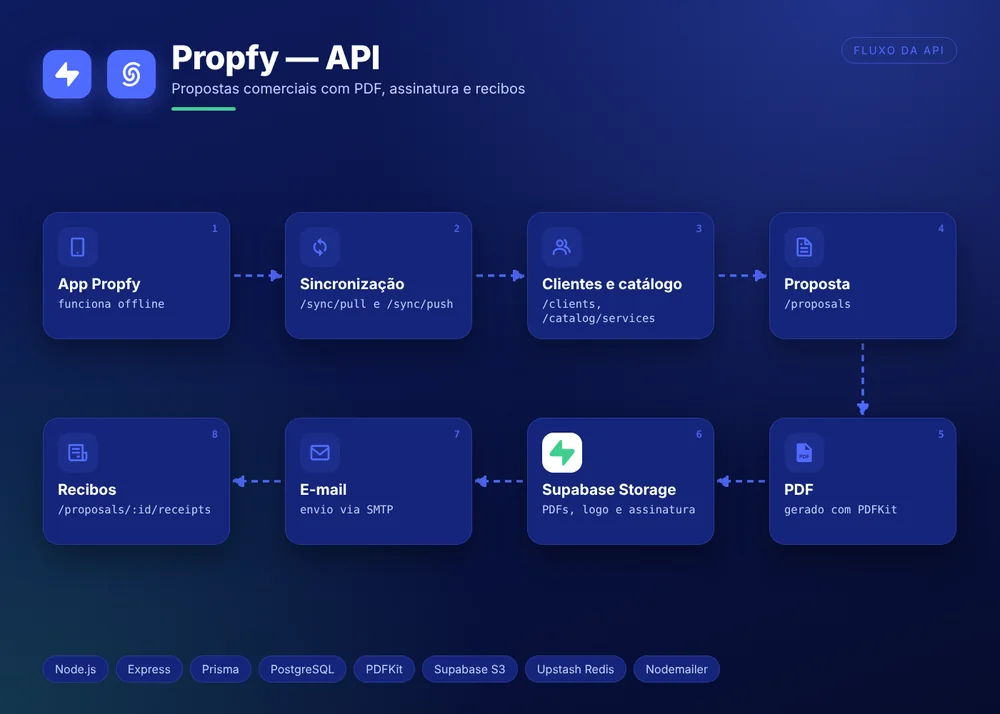 Propfy — API
Propostas comerciais com PDF, assinatura e recibos
FLUXO DA API
1
App Propfy
funciona offline
2
Sincronização
/sync/pull e /sync/push
3
Clientes e catálogo
/clients,
/catalog/services
4
Proposta
/proposals
8
Recibos
/proposals/:id/receipts
7
E-mail
envio via SMTP
6
Supabase Storage
PDFs, logo e assinatura
5
PDF
PDF
gerado com PDFKit
Node.js
Express
Prisma
PostgreSQL
PDFKit
Supabase S3
Upstash Redis
Nodemailer